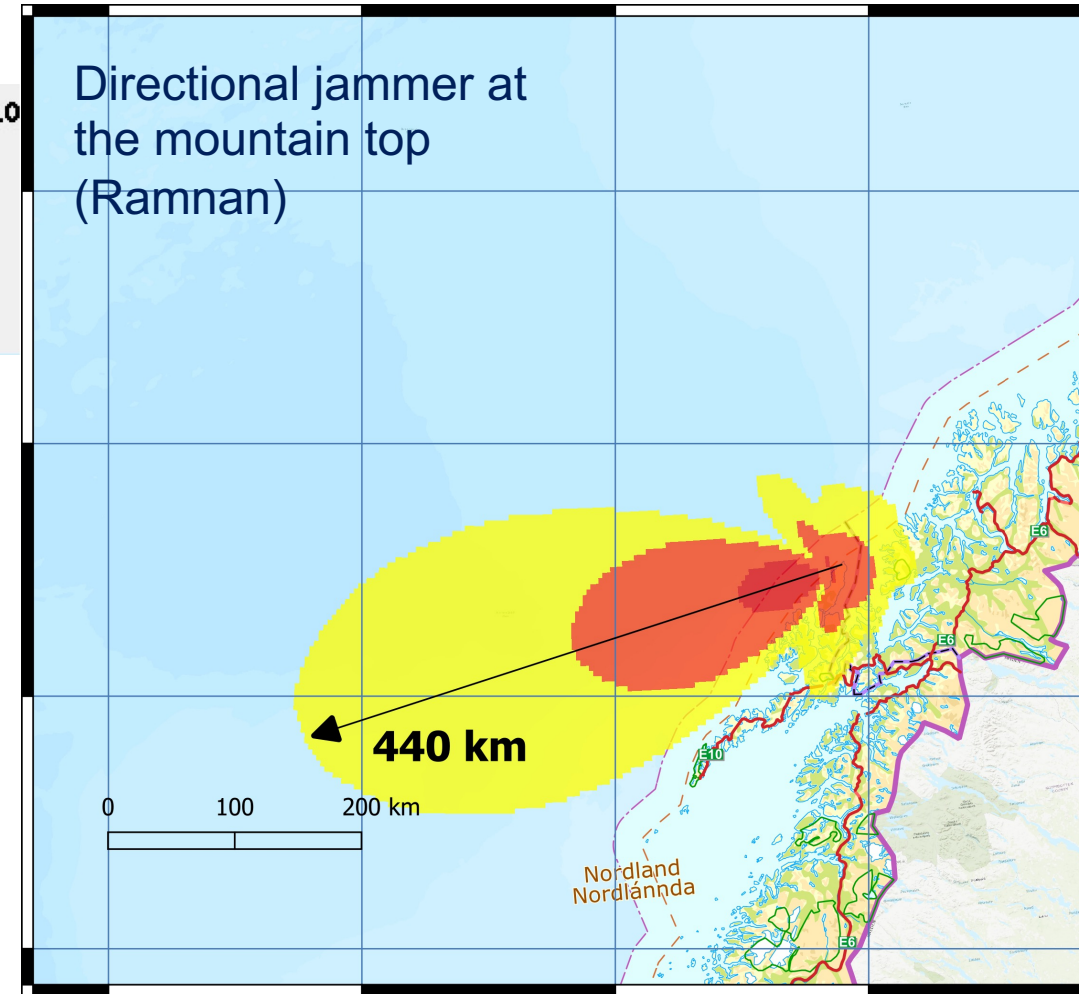 Directional jammer at
the mountain top
(Ramnan)
.0
E6
E6
440 km
E10
0 100 200 km
Nordland
Nordlánnda
E6